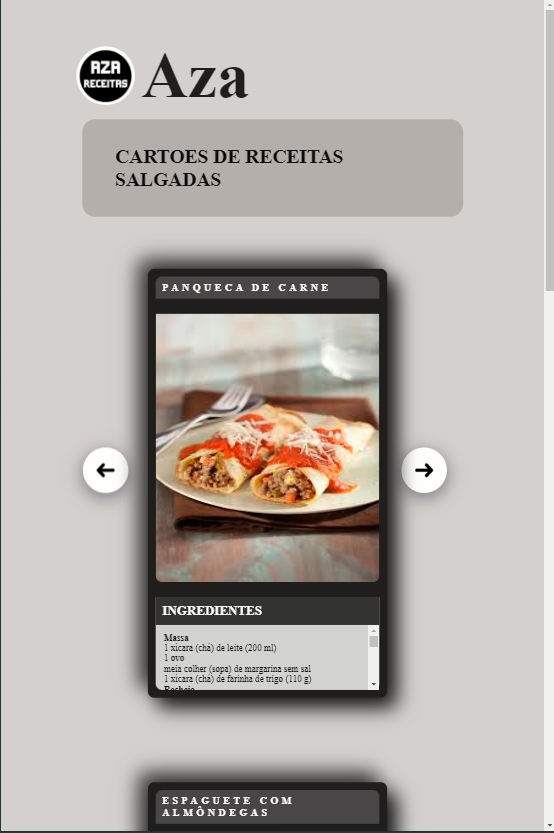 AZA
RECEITAS
Aza
CARTOES DE RECEITAS
SALGADAS
PANQUECA DE CARNE
INGREDIENTES
Massa
1 xicara (chá) de leite (200 ml)
1 ovo
meia colher (sopa) de margarina sem sal
1 xicara (chá) de farinha de trigo (110 g)
Recheio
ESPAGUETE COM
ALMÔNDEGAS